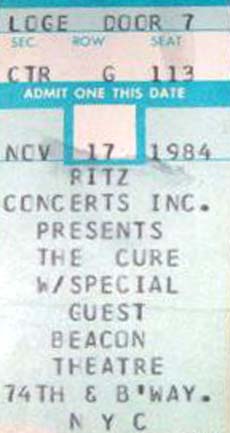 LOGE DOOR 7
SEC. ROW SEAT
CTR G 113
ADMIT ONE THIS DATE
NOV 17 1984
RITZ
CONCERTS INC.
PRESENTS
THE CURE
W/SPECIAL
GUEST
BEACON
THEATRE
74TH & B'WAY.
N Y C